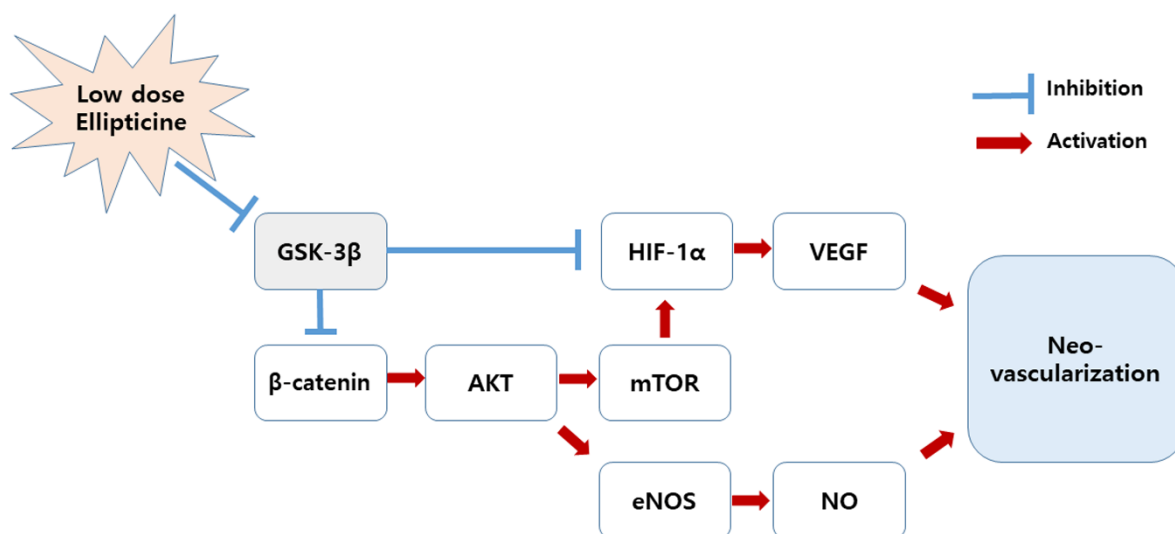 Low dose
Ellipticine
Inhibition
Activation
GSK-3β
HIF-1α
VEGF
β-catenin
AKT
mTOR
Neo-
vascularization
eNOS
NO